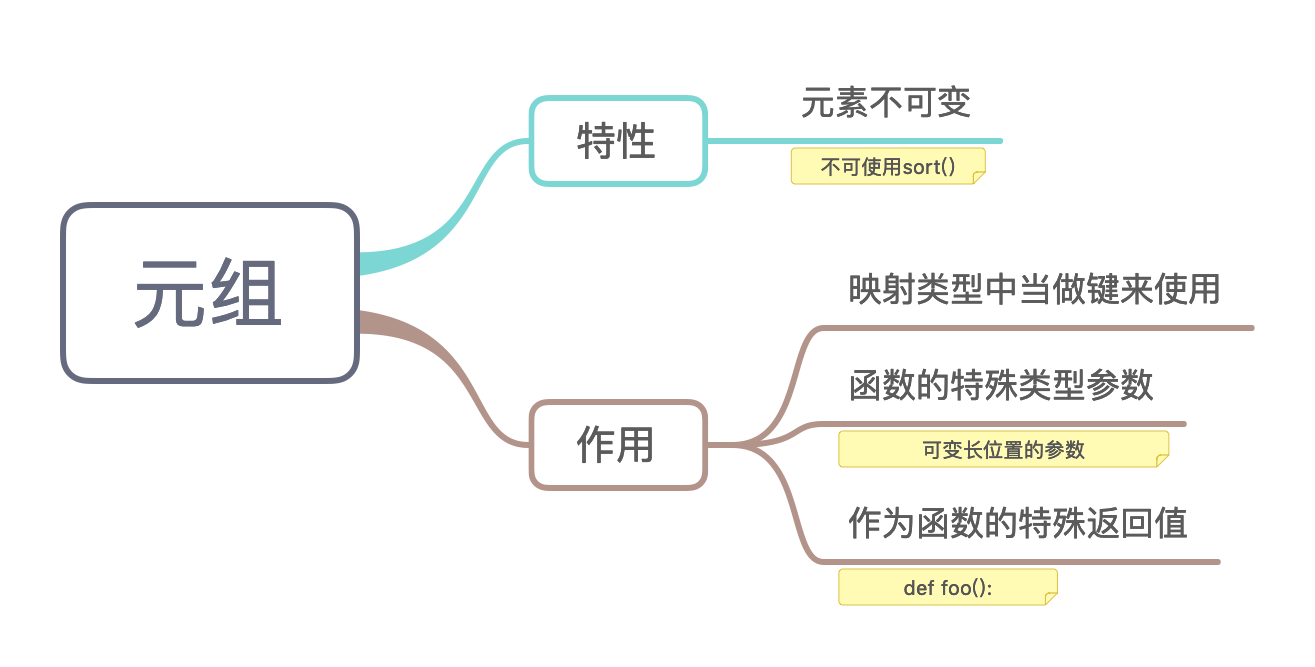 元组
特性
元素不可变
不可使用sort()
作用
映射类型中当做键来使用
函数的特殊类型参数
可变长位置的参数
作为函数的特殊返回值
def foo():